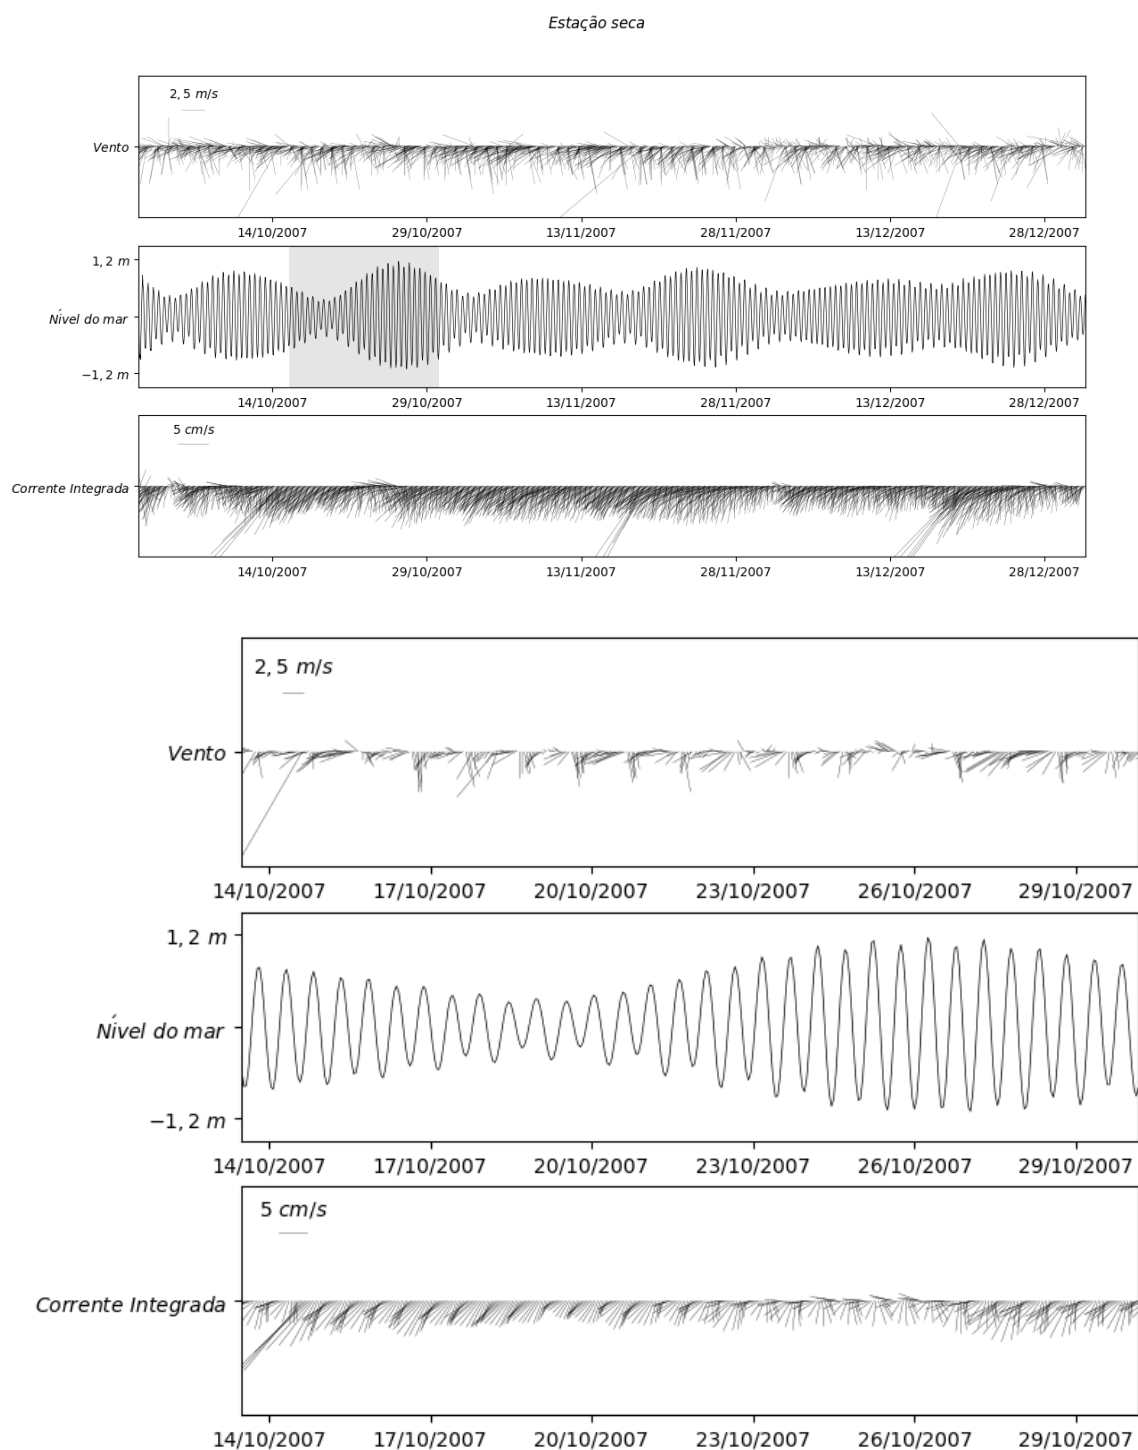 Estação seca
2, 5 m/s
Vento
14/10/2007 29/10/2007 13/11/2007 28/11/2007 13/12/2007 28/12/2007
1, 2 m
Nível do mar
−1, 2 m
14/10/2007 29/10/2007 13/11/2007 28/11/2007 13/12/2007 28/12/2007
5 cm/s
Corrente Integrada
14/10/2007 29/10/2007 13/11/2007 28/11/2007 13/12/2007 28/12/2007
2, 5 m/s
Vento
14/10/2007 17/10/2007 20/10/2007 23/10/2007 26/10/2007 29/10/2007
1, 2 m
Nível do mar
−1, 2 m
14/10/2007 17/10/2007 20/10/2007 23/10/2007 26/10/2007 29/10/2007
5 cm/s
Corrente Integrada
14/10/2007 17/10/2007 20/10/2007 23/10/2007 26/10/2007 29/10/2007